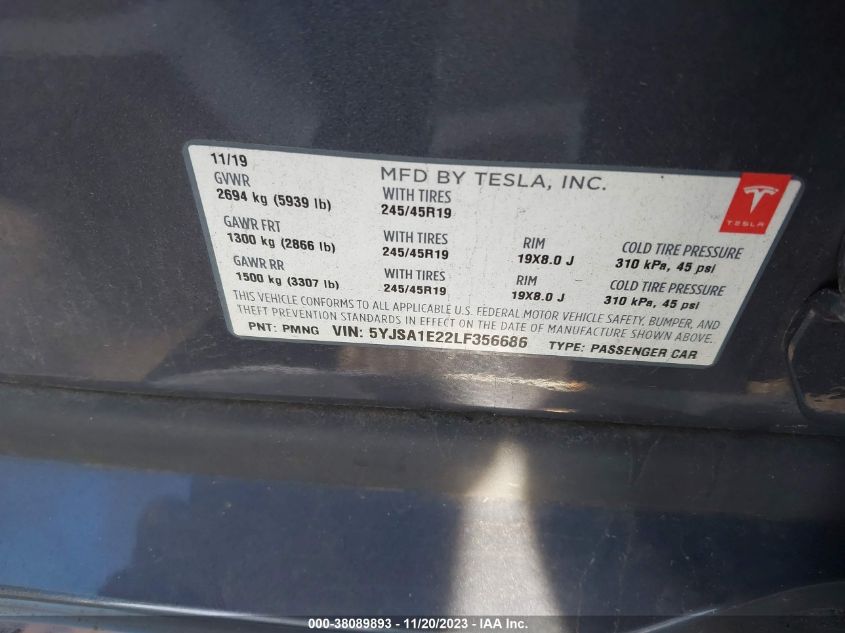 11/19
MFD BY TESLA, INC.
GVWR
2694 kg (5939 lb)
WITH TIRES
245/45R19
TESLA
GAWR FRT
1300 kg (2866 lb)
WITH TIRES
245/45R19
RIM
19X8.0 J
COLD TIRE PRESSURE
310 kPa, 45 psi
GAWR RR
1500 kg (3307 lb)
WITH TIRES
245/45R19
RIM
19X8.0 J
COLD TIRE PRESSURE
310 kPa, 45 psi
THIS VEHICLE CONFORMS TO ALL APPLICABLE U.S. FEDERAL MOTOR VEHICLE SAFETY, BUMPER, AND
THEFT PREVENTION STANDARDS IN EFFECT ON THE DATE OF MANUFACTURE SHOWN ABOVE.
PNT: PMNG VIN: 5YJSA1E22LF356686 TYPE: PASSENGER CAR
000-38089893 - 11/20/2023 - IAA Inc.